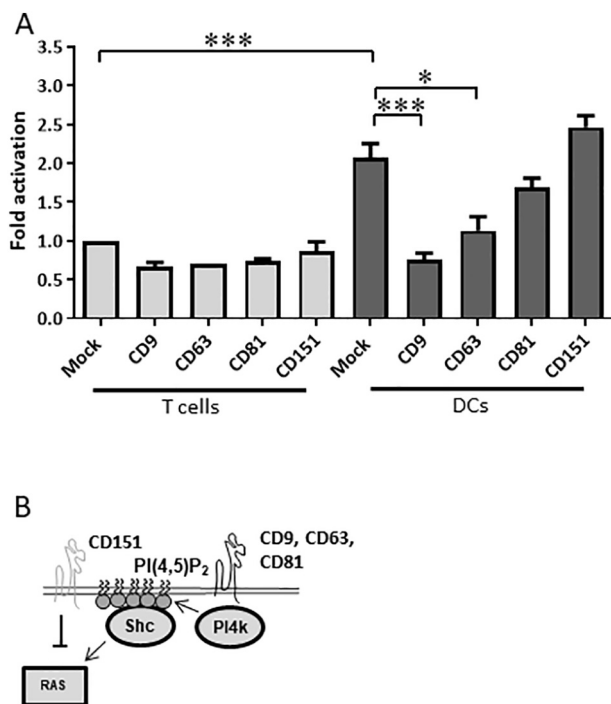 A
***
3.5
3.0
2.5
2.0
1.5
1.0
0.5
0.0
Fold activation
*
***
Mock
CD9
CD63
CD81
CD151
Mock
CD9
CD63
CD81
CD151
T cells
DCs
B
CD151
PI(4,5)P2
CD9, CD63,
CD81
Shc
PI4k
RAS